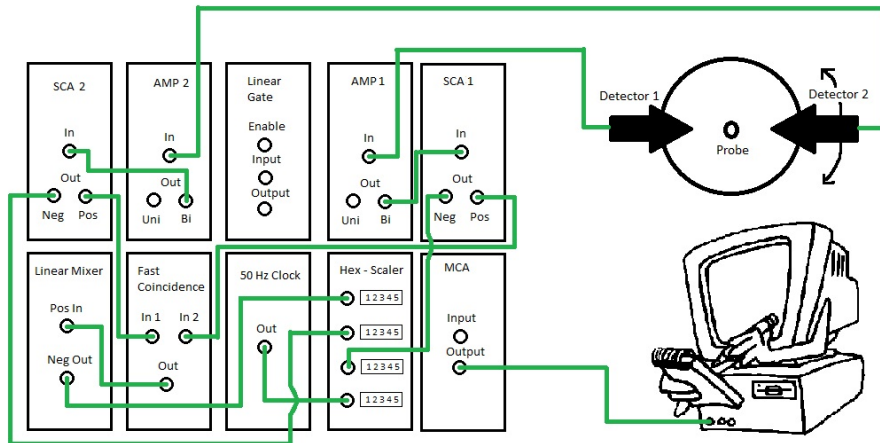 SCA 2
In
Out
Neg Pos
AMP 2
In
Out
Uni Bi
Linear
Gate
Enable
Input
Output
AMP 1
In
Out
Uni Bi
SCA 1
In
Out
Neg Pos
Detector 1
Detector 2
Probe
Linear Mixer
Pos In
Neg Out
Fast
Coincidence
In 1 In 2
Out
50 Hz Clock
Out
Hex - Scaler
12345
12345
12345
12345
MCA
Input
Output